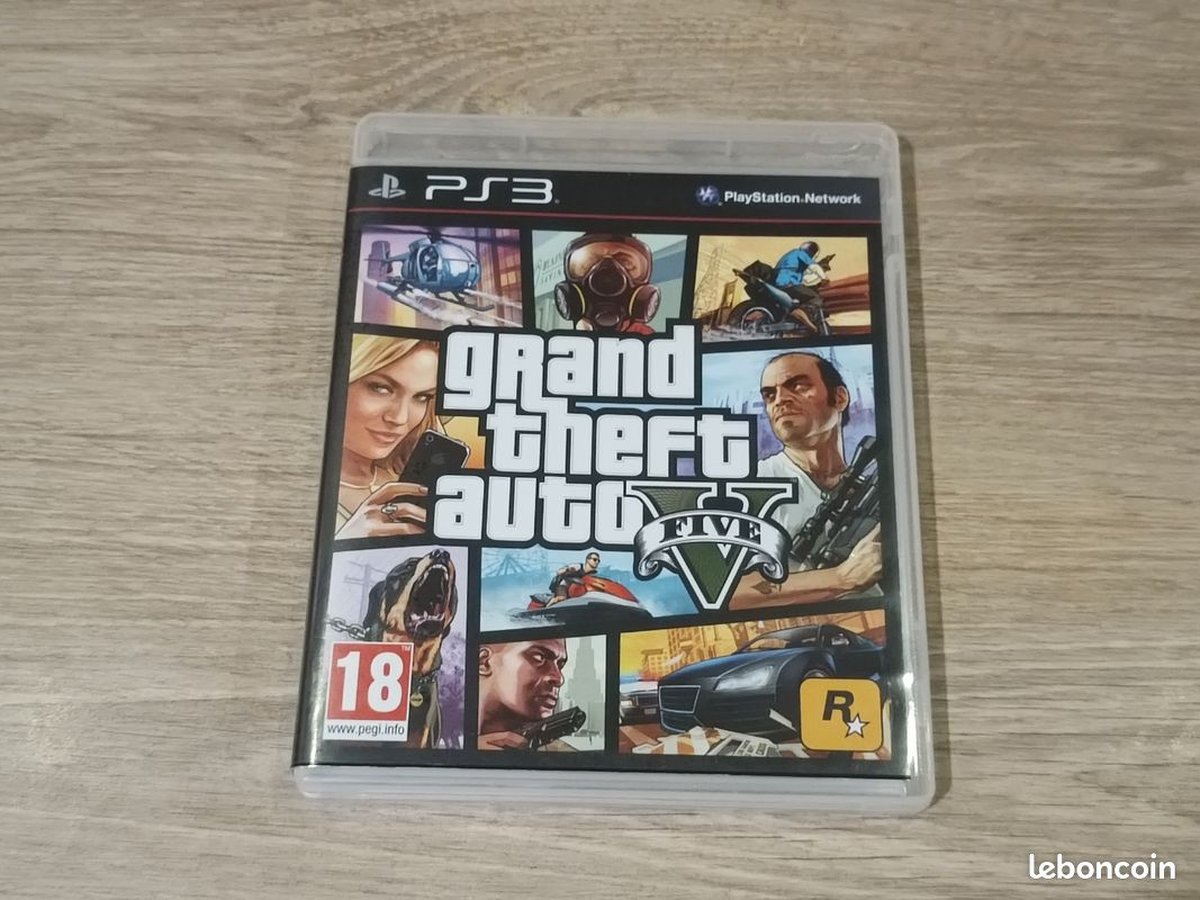 PS3
PlayStation®Network
grand
theft
auto V
FIVE
18
www.pegi.info
R
leboncoin